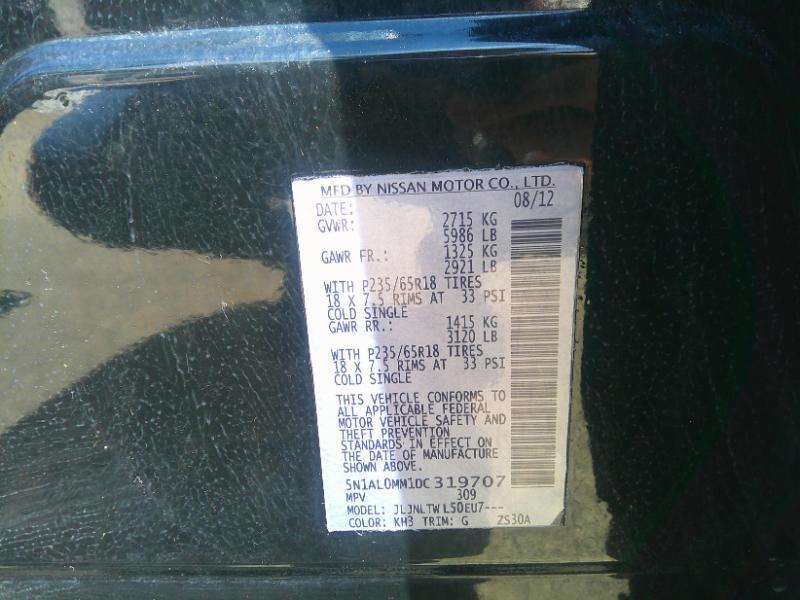 MFD BY NISSAN MOTOR CO., LTD.
DATE: 08/12
GVWR: 2715 KG
5986 LB
GAWR FR.: 1325 KG
2921 LB
WITH P235/65R18 TIRES
18 X 7.5 RIMS AT 33 PSI
COLD SINGLE
GAWR RR.: 1415 KG
3120 LB
WITH P235/65R18 TIRES
18 X 7.5 RIMS AT 33 PSI
COLD SINGLE
THIS VEHICLE CONFORMS TO
ALL APPLICABLE FEDERAL
MOTOR VEHICLE SAFETY AND
THEFT PREVENTION
STANDARDS IN EFFECT ON
THE DATE OF MANUFACTURE
SHOWN ABOVE.
5N1AL0MM1DC319707
MPV 309
MODEL: JLJNLTW L50EU7---
COLOR: KH3 TRIM: G ZS30A